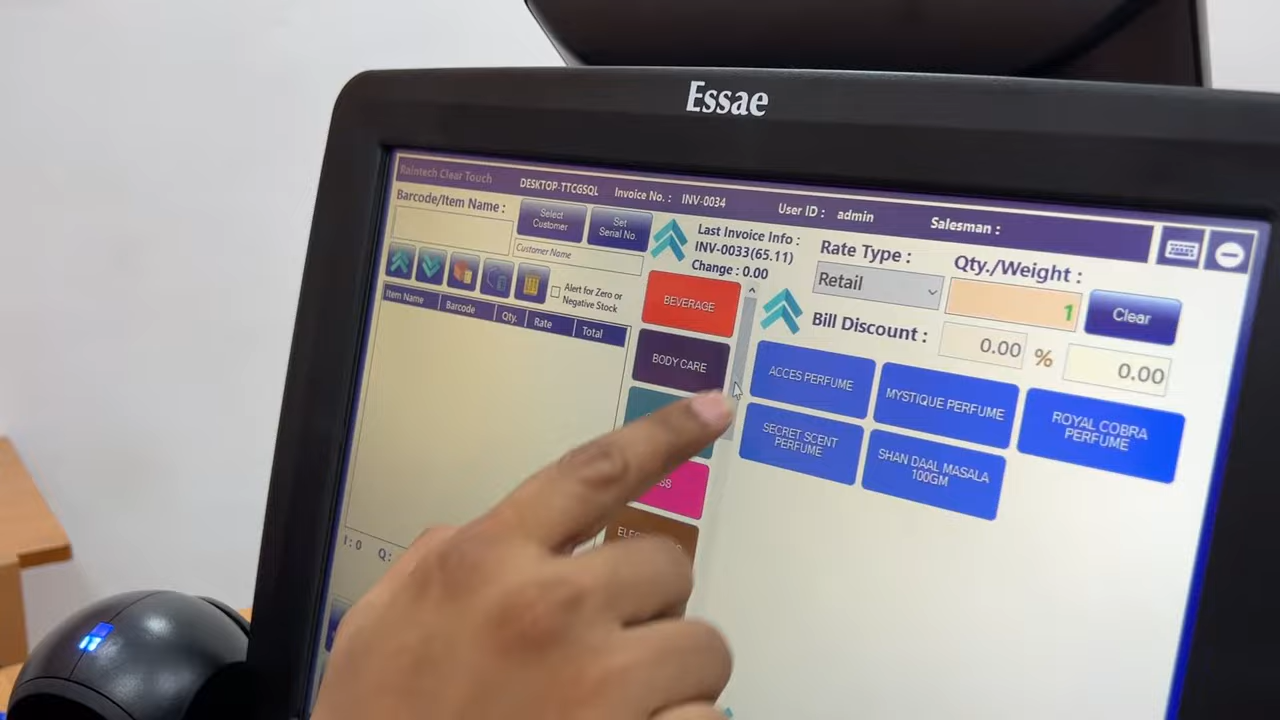 Essae
Raintech Clear Touch
DESKTOP-TTCGSQL
Invoice No. : INV-0034
User ID : admin
Salesman :
Barcode/Item Name :
Select
Customer
Set
Serial No.
Customer Name
Alert for Zero or
Negative Stock
Last Invoice Info :
INV-0033(65.11)
Change : 0.00
Rate Type :
Retail
Qty./Weight :
1
Clear
Bill Discount :
0.00 %
0.00
Item Name Barcode Qty. Rate Total
BEVERAGE
BODY CARE
ACCES PERFUME
MYSTIQUE PERFUME
ROYAL COBRA
PERFUME
SECRET SCENT
PERFUME
SHAN DAAL MASALA
100GM
I: 0 Q: